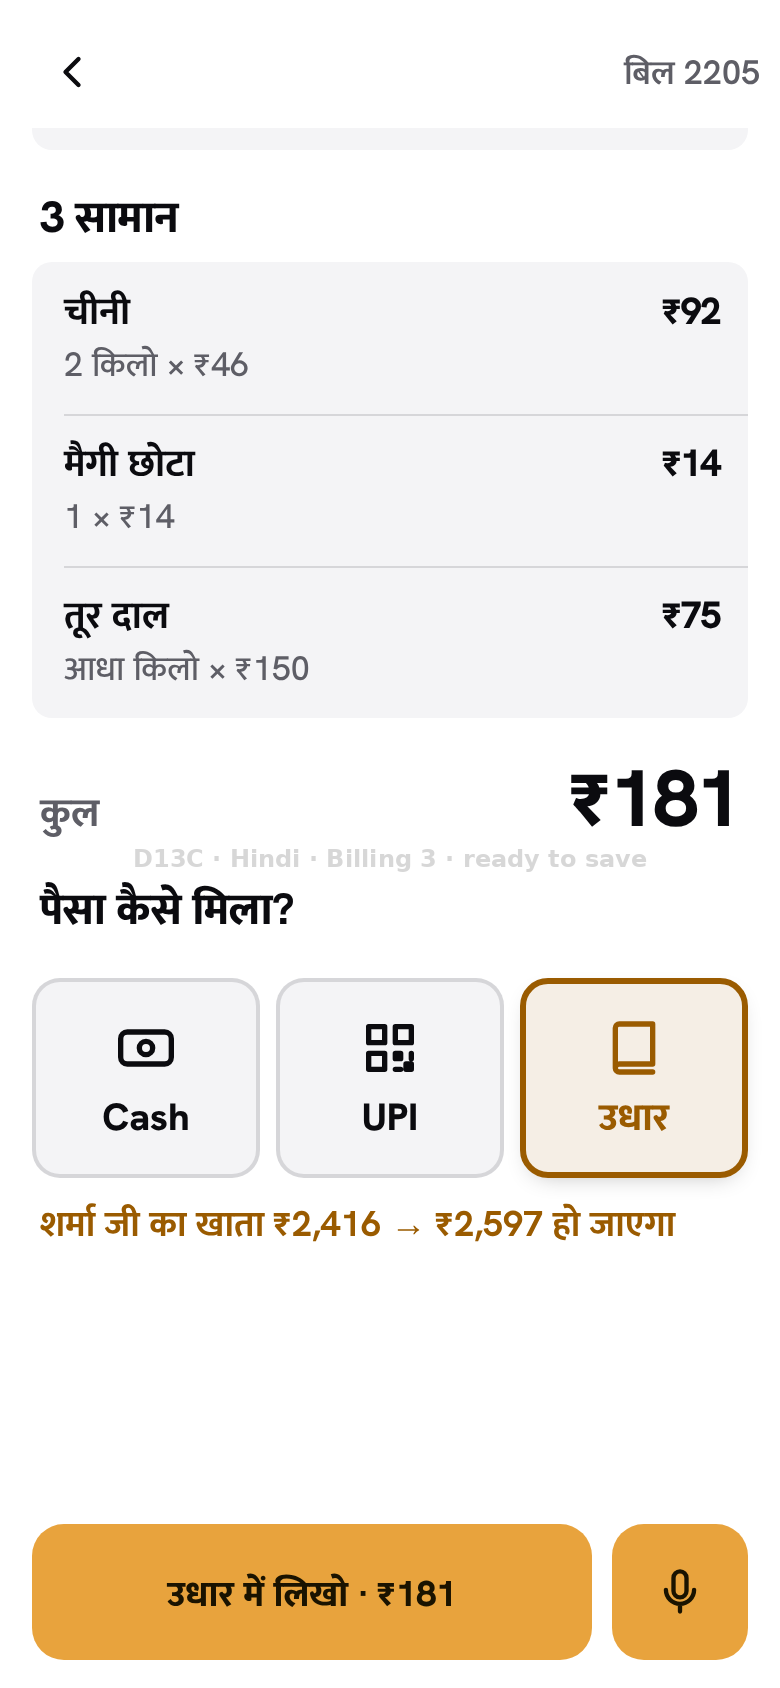 बिल 2205
3 सामान
चीनी ₹92
2 किलो × ₹46
मैगी छोटा ₹14
1 × ₹14
तूर दाल ₹75
आधा किलो × ₹150
कुल ₹181
D13C · Hindi · Billing 3 · ready to save
पैसा कैसे मिला?
Cash UPI उधार
शर्मा जी का खाता ₹2,416 → ₹2,597 हो जाएगा
उधार में लिखो · ₹181